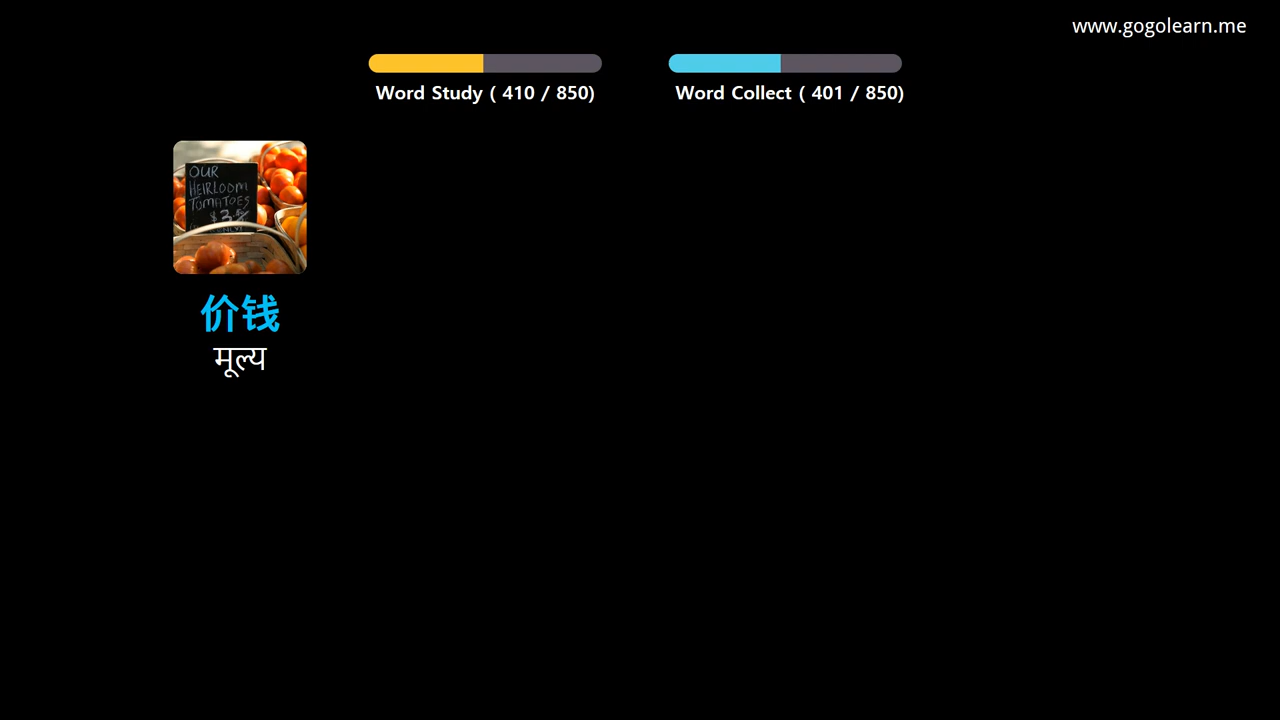 www.gogolearn.me
Word Study ( 410 / 850)
Word Collect ( 401 / 850)
OUR
HEIRLOOM
TOMATOES
价钱
मूल्य